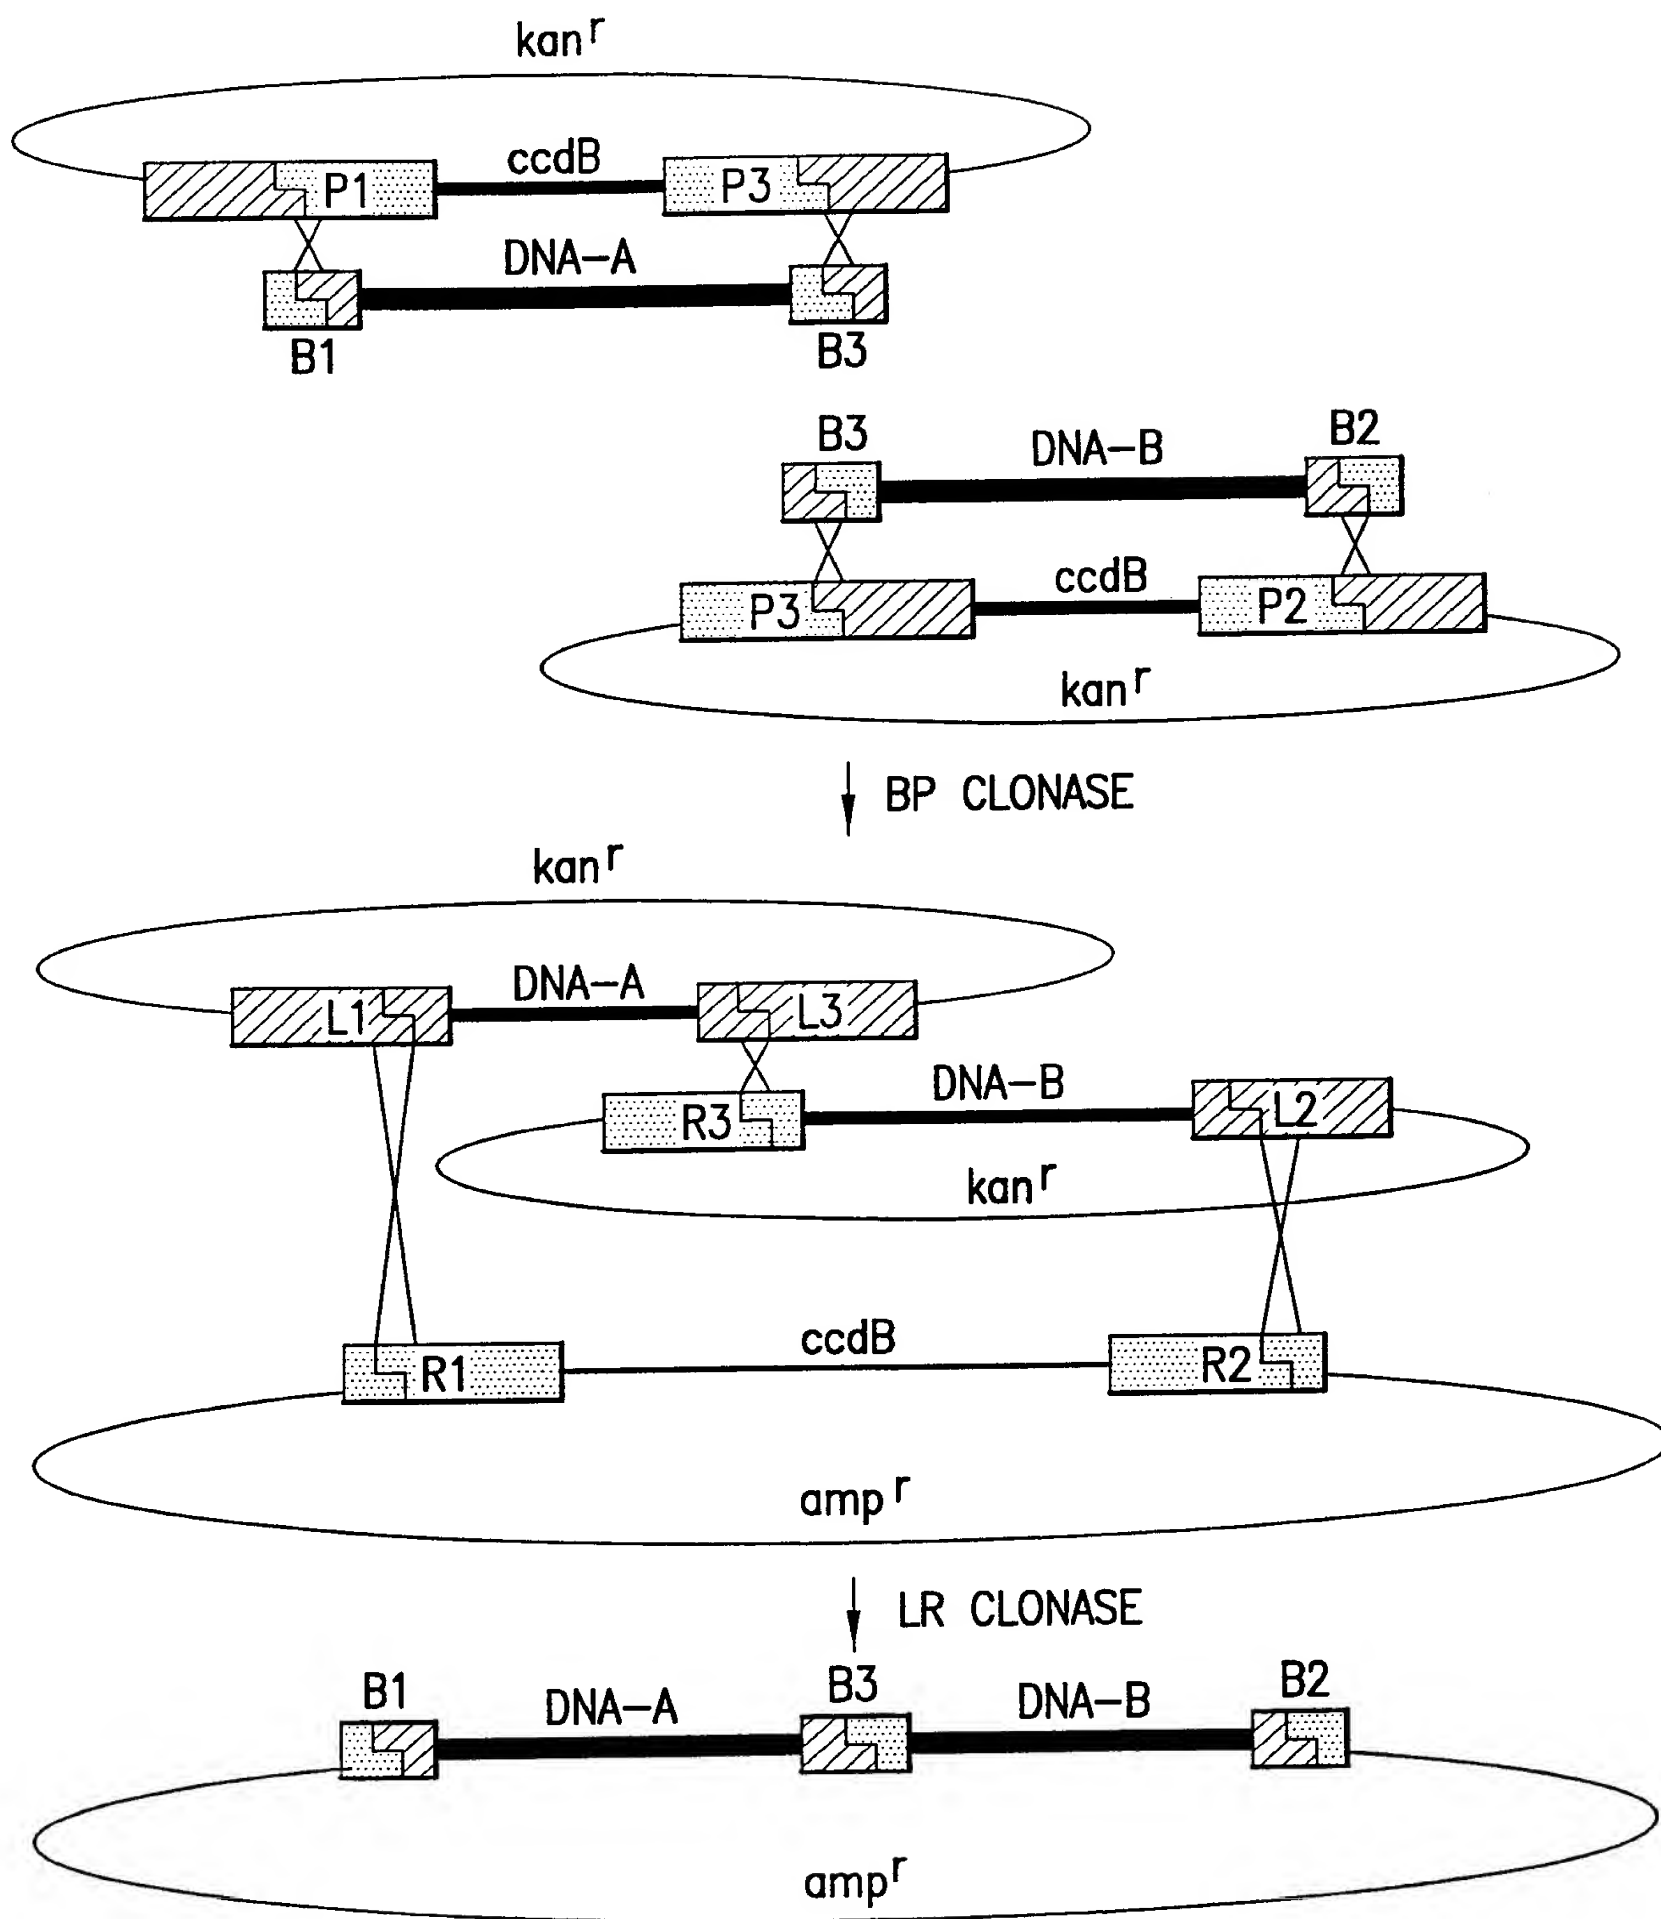 kanʳ
ccdB
P1
P3
DNA-A
B1
B3
B3
DNA-B
B2
ccdB
P3
P2
kanʳ
BP CLONASE
kanʳ
DNA-A
L1
L3
DNA-B
R3
L2
kanʳ
ccdB
R1
R2
ampʳ
LR CLONASE
B1
DNA-A
B3
DNA-B
B2
ampʳ